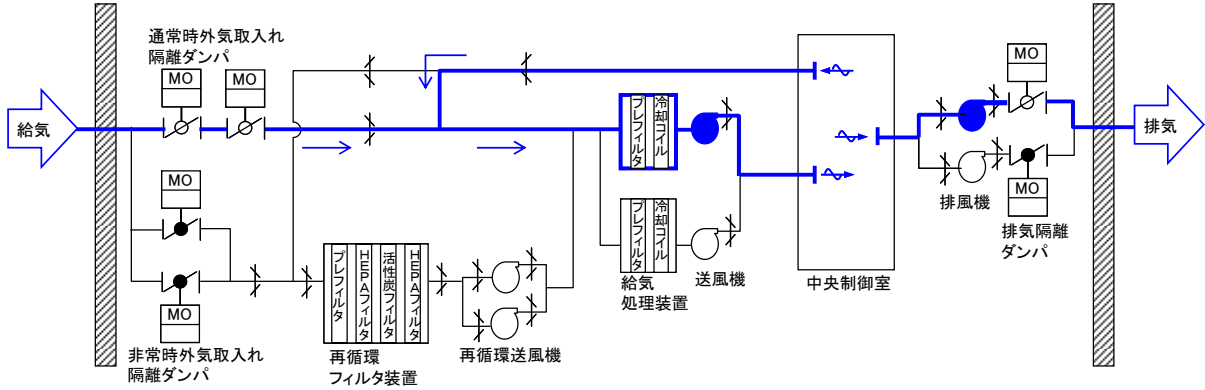 通常時外気取入れ
隔離ダンパ
MO
MO
給気
プレフィルタ
冷却コイル
MO
排気
MO
排風機
排気隔離
ダンパ
MO
プレフィルタ
冷却コイル
給気
処理装置
送風機
中央制御室
プレフィルタ
HEPAフィルタ
活性炭フィルタ
HEPAフィルタ
MO
非常時外気取入れ
隔離ダンパ
再循環
フィルタ装置
再循環送風機